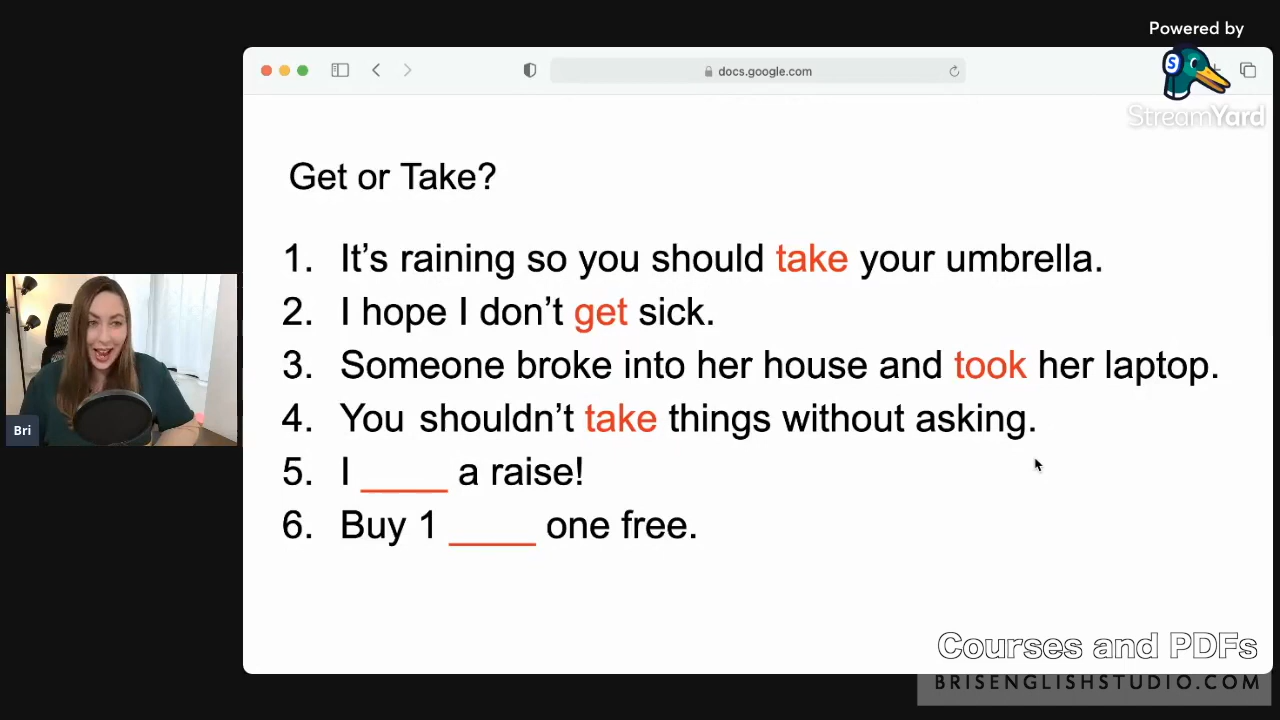 Powered by
S
StreamYard
docs.google.com
Get or Take?
1. It’s raining so you should take your umbrella.
2. I hope I don’t get sick.
3. Someone broke into her house and took her laptop.
4. You shouldn’t take things without asking.
5. I ____ a raise!
6. Buy 1 ____ one free.
Bri
Courses and PDFs
BRISENGLISHSTUDIO.COM